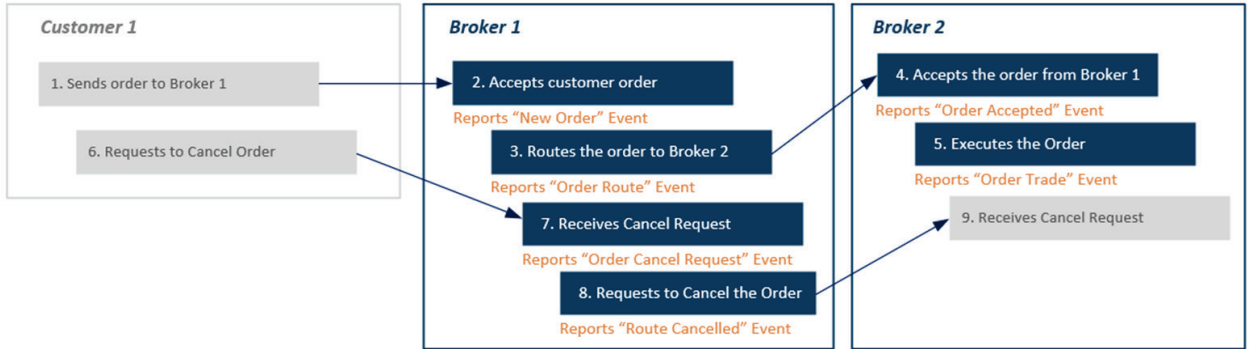 Customer 1
1. Sends order to Broker 1
6. Requests to Cancel Order
Broker 1
2. Accepts customer order
Reports “New Order” Event
3. Routes the order to Broker 2
Reports “Order Route” Event
7. Receives Cancel Request
Reports “Order Cancel Request” Event
8. Requests to Cancel the Order
Reports “Route Cancelled” Event
Broker 2
4. Accepts the order from Broker 1
Reports “Order Accepted” Event
5. Executes the Order
Reports “Order Trade” Event
9. Receives Cancel Request